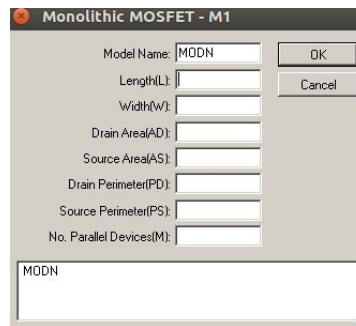 Monolithic MOSFET - M1
Model Name: MODN
OK
Length(L):
Cancel
Width(W):
Drain Area(AD):
Source Area(AS):
Drain Perimeter(PD):
Source Perimeter(PS):
No. Parallel Devices(M):
MODN